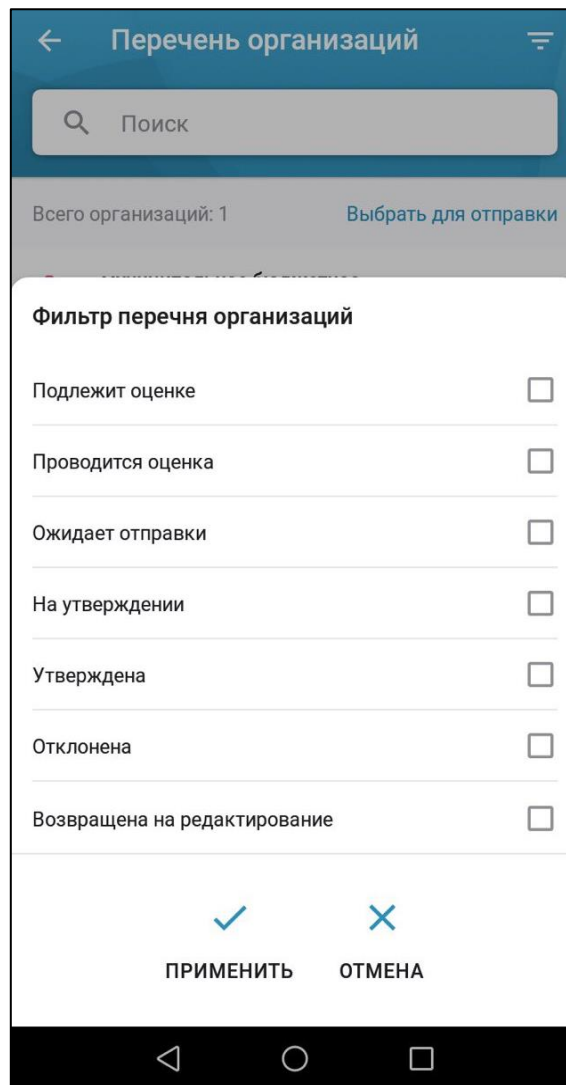 Перечень организаций
Поиск
Всего организаций: 1 Выбрать для отправки
Фильтр перечня организаций
Подлежит оценке
Проводится оценка
Ожидает отправки
На утверждении
Утверждена
Отклонена
Возвращена на редактирование
ПРИМЕНИТЬ ОТМЕНА